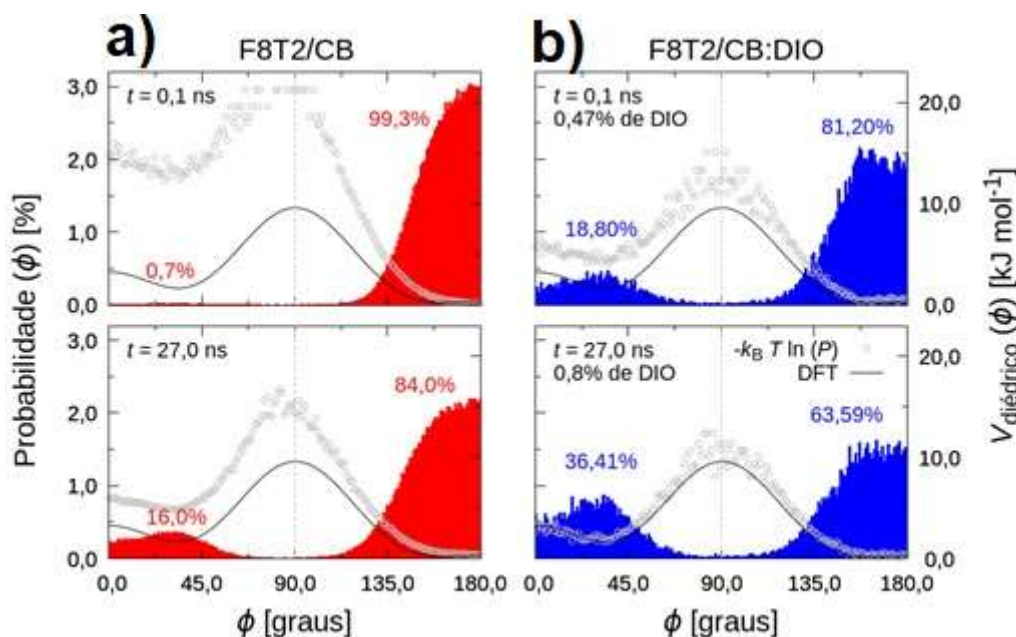 a)
F8T2/CB
b)
F8T2/CB:DIO
Probabilidade (ϕ) [%]
3,0
2,0
1,0
0,0
t = 0,1 ns
99,3%
0,7%
t = 0,1 ns
0,47% de DIO
81,20%
18,80%
20,0
10,0
0,0
3,0
2,0
1,0
0,0
t = 27,0 ns
84,0%
16,0%
t = 27,0 ns
0,8% de DIO
-kB T ln (P)
DFT
63,59%
36,41%
20,0
10,0
0,0
Vdiédrico (ϕ) [kJ mol-1]
0,0 45,0 90,0 135,0 180,0
0,0 45,0 90,0 135,0 180,0
ϕ [graus]
ϕ [graus]